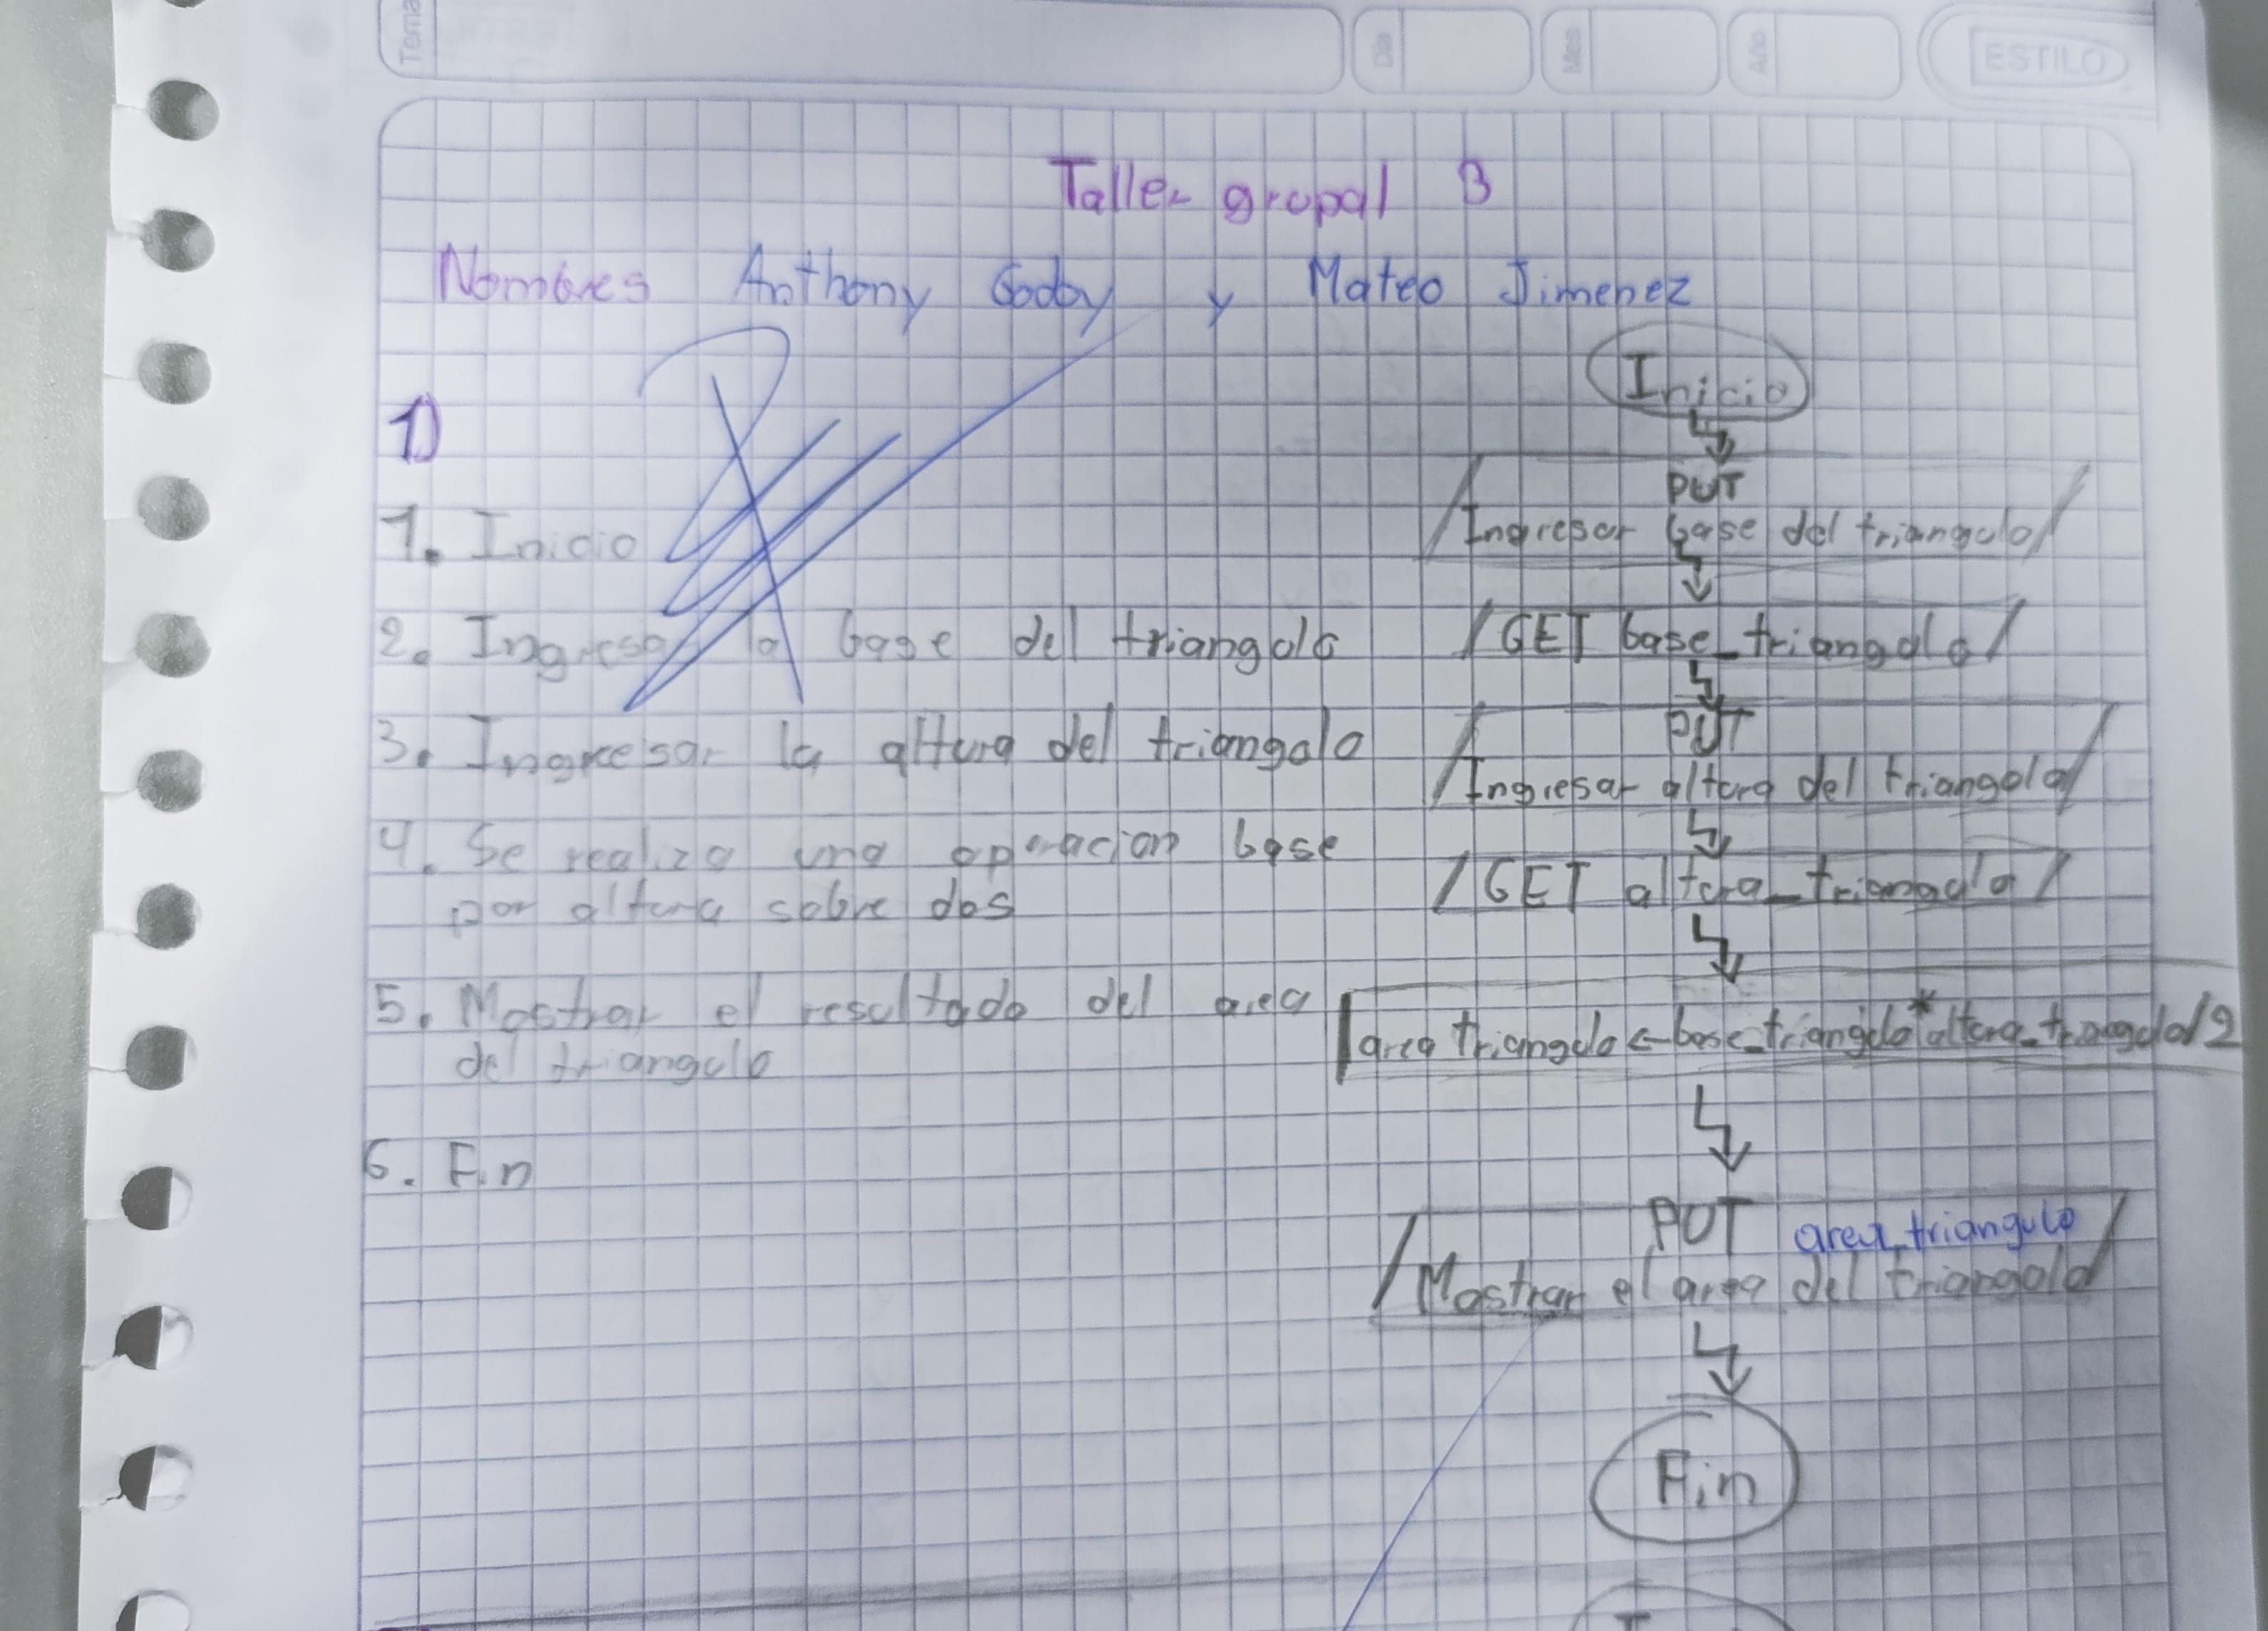 Tema
Dia
Mes
Año
ESTILO
Taller grupal 3
Nombres Anthony Godoy y Mateo Jimenez
1)
1. Inicio
2. Ingresar la base del triangulo
3. Ingresar la altura del triangulo
4. Se realiza una operacion base
por altura sobre dos
5. Mostrar el resultado del area
del triangulo
6. Fin
Inicio
PUT
Ingresar base del triangulo
GET base_triangulo
PUT
Ingresar altura del triangulo
GET altura_triangulo
area triangulo ← base_triangulo * altura_triangulo/2
PUT area_triangulo
Mostrar el area del triangulo
Fin